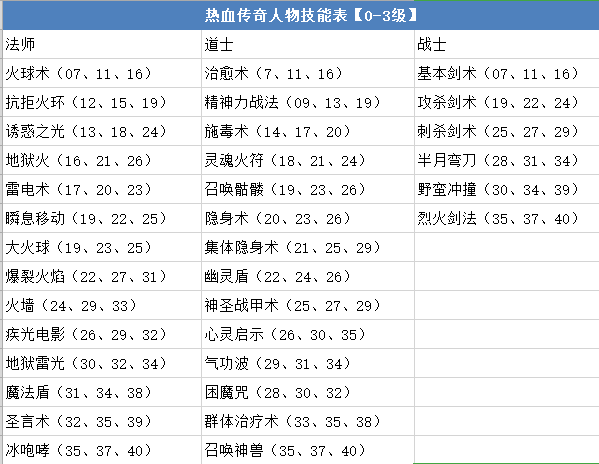 热血传奇人物技能表【0-3级】
法师 道士 战士
火球术（07、11、16） 治愈术（7、11、16） 基本剑术（07、11、16）
抗拒火环（12、15、19） 精神力战法（09、13、19） 攻杀剑术（19、22、24）
诱惑之光（13、18、24） 施毒术（14、17、20） 刺杀剑术（25、27、29）
地狱火（16、21、26） 灵魂火符（18、21、24） 半月弯刀（28、31、34）
雷电术（17、20、23） 召唤骷髅（19、23、26） 野蛮冲撞（30、34、39）
瞬息移动（19、22、25） 隐身术（20、23、26） 烈火剑法（35、37、40）
大火球（19、23、25） 集体隐身术（21、25、29）
爆裂火焰（22、27、31） 幽灵盾（22、24、26）
火墙（24、29、33） 神圣战甲术（25、27、29）
疾光电影（26、29、32） 心灵启示（26、30、35）
地狱雷光（30、32、34） 气功波（29、31、34）
魔法盾（31、34、38） 困魔咒（28、30、32）
圣言术（32、35、39） 群体治疗术（33、35、38）
冰咆哮（35、37、40） 召唤神兽（35、37、40）